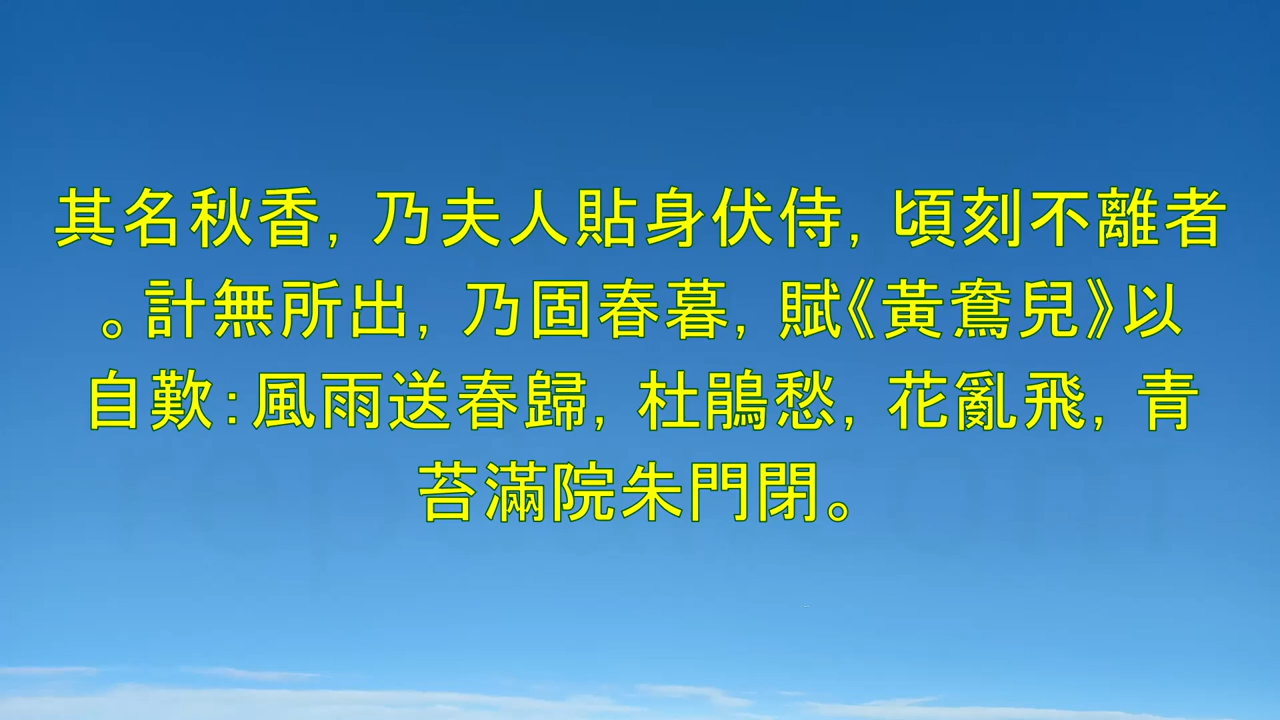 其名秋香，乃夫人貼身伏侍，頃刻不離者
。計無所出，乃固春暮，賦《黃鴦兒》以
自歎：風雨送春歸，杜鵑愁，花亂飛，青
苔滿院朱門閉。